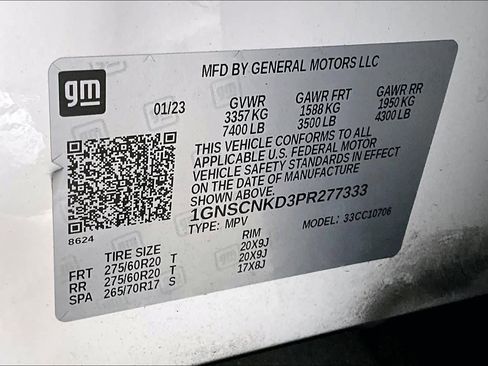 gm
MFD BY GENERAL MOTORS LLC
01/23 GVWR GAWR FRT GAWR RR
3357 KG 1588 KG 1950 KG
7400 LB 3500 LB 4300 LB
THIS VEHICLE CONFORMS TO ALL
APPLICABLE U.S. FEDERAL MOTOR
VEHICLE SAFETY STANDARDS IN EFFECT
ON THE DATE OF MANUFACTURE
SHOWN ABOVE.
1GNSCNKD3PR277333
TYPE: MPV MODEL: 33CC10706
8624
TIRE SIZE RIM
FRT 275/60R20 T 20X9J
RR 275/60R20 T 20X9J
SPA 265/70R17 S 17X8J